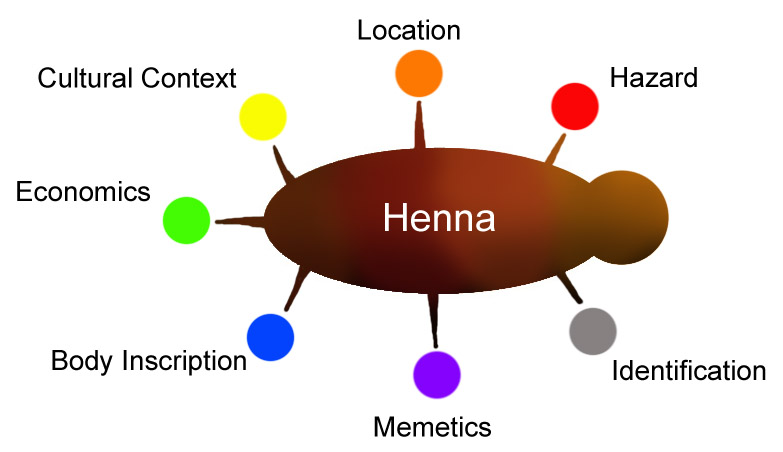 Location
Cultural Context
Hazard
Economics
Henna
Body Inscription
Identification
Memetics